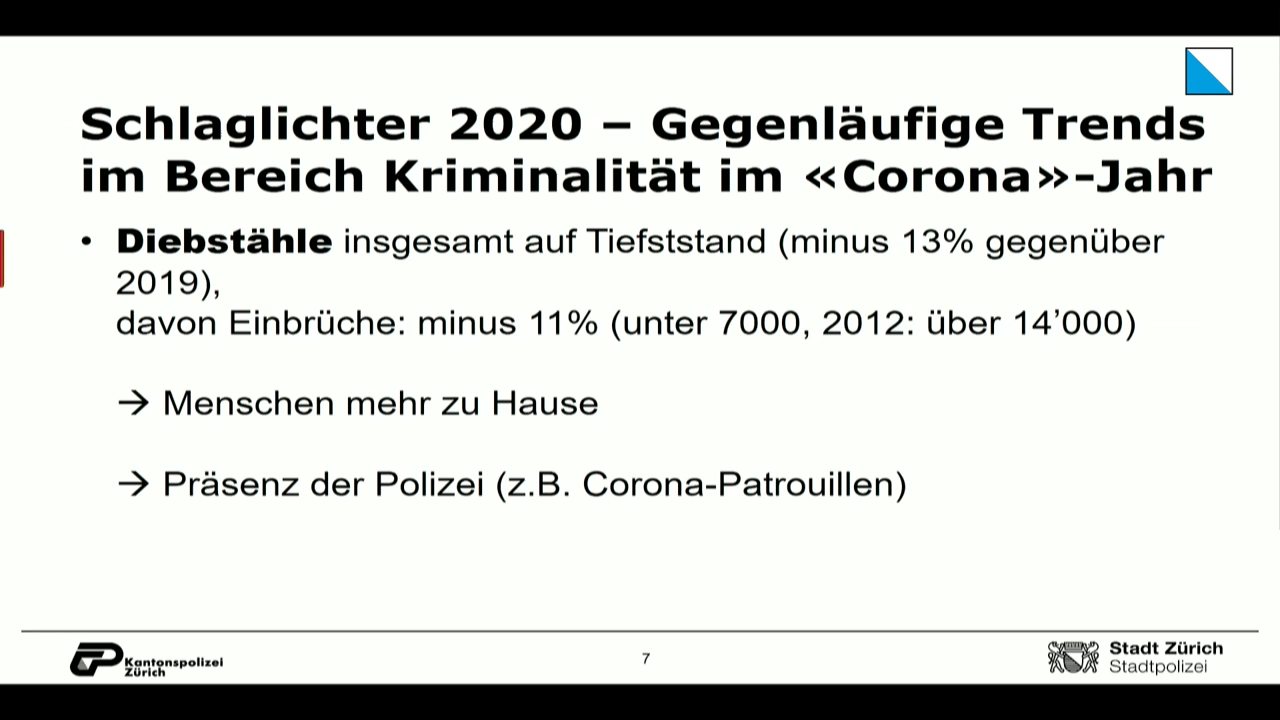 Schlaglichter 2020 – Gegenläufige Trends
im Bereich Kriminalität im «Corona»-Jahr
• Diebstähle insgesamt auf Tiefststand (minus 13% gegenüber
2019),
davon Einbrüche: minus 11% (unter 7000, 2012: über 14’000)
→ Menschen mehr zu Hause
→ Präsenz der Polizei (z.B. Corona-Patrouillen)
Kantonspolizei
Zürich
7
Stadt Zürich
Stadtpolizei